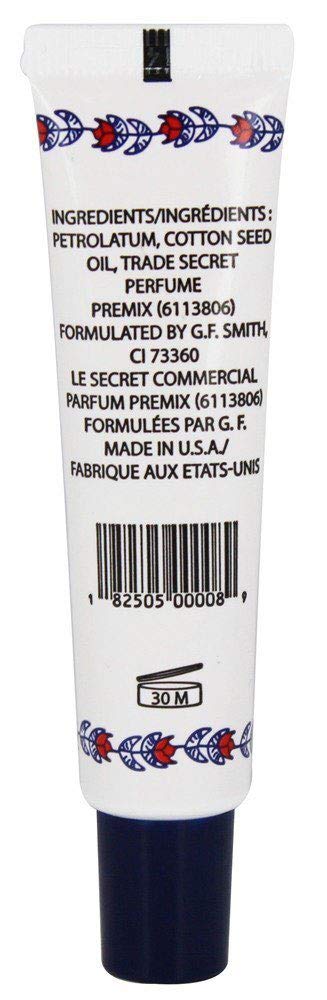 INGREDIENTS/INGRÉDIENTS :
PETROLATUM, COTTON SEED
OIL, TRADE SECRET
PERFUME
PREMIX (6113806)
FORMULATED BY G.F. SMITH,
CI 73360
LE SECRET COMMERCIAL
PARFUM PREMIX (6113806)
FORMULÉES PAR G. F.
MADE IN U.S.A./
FABRIQUE AUX ETATS-UNIS
1 82505 00008 9
30 M